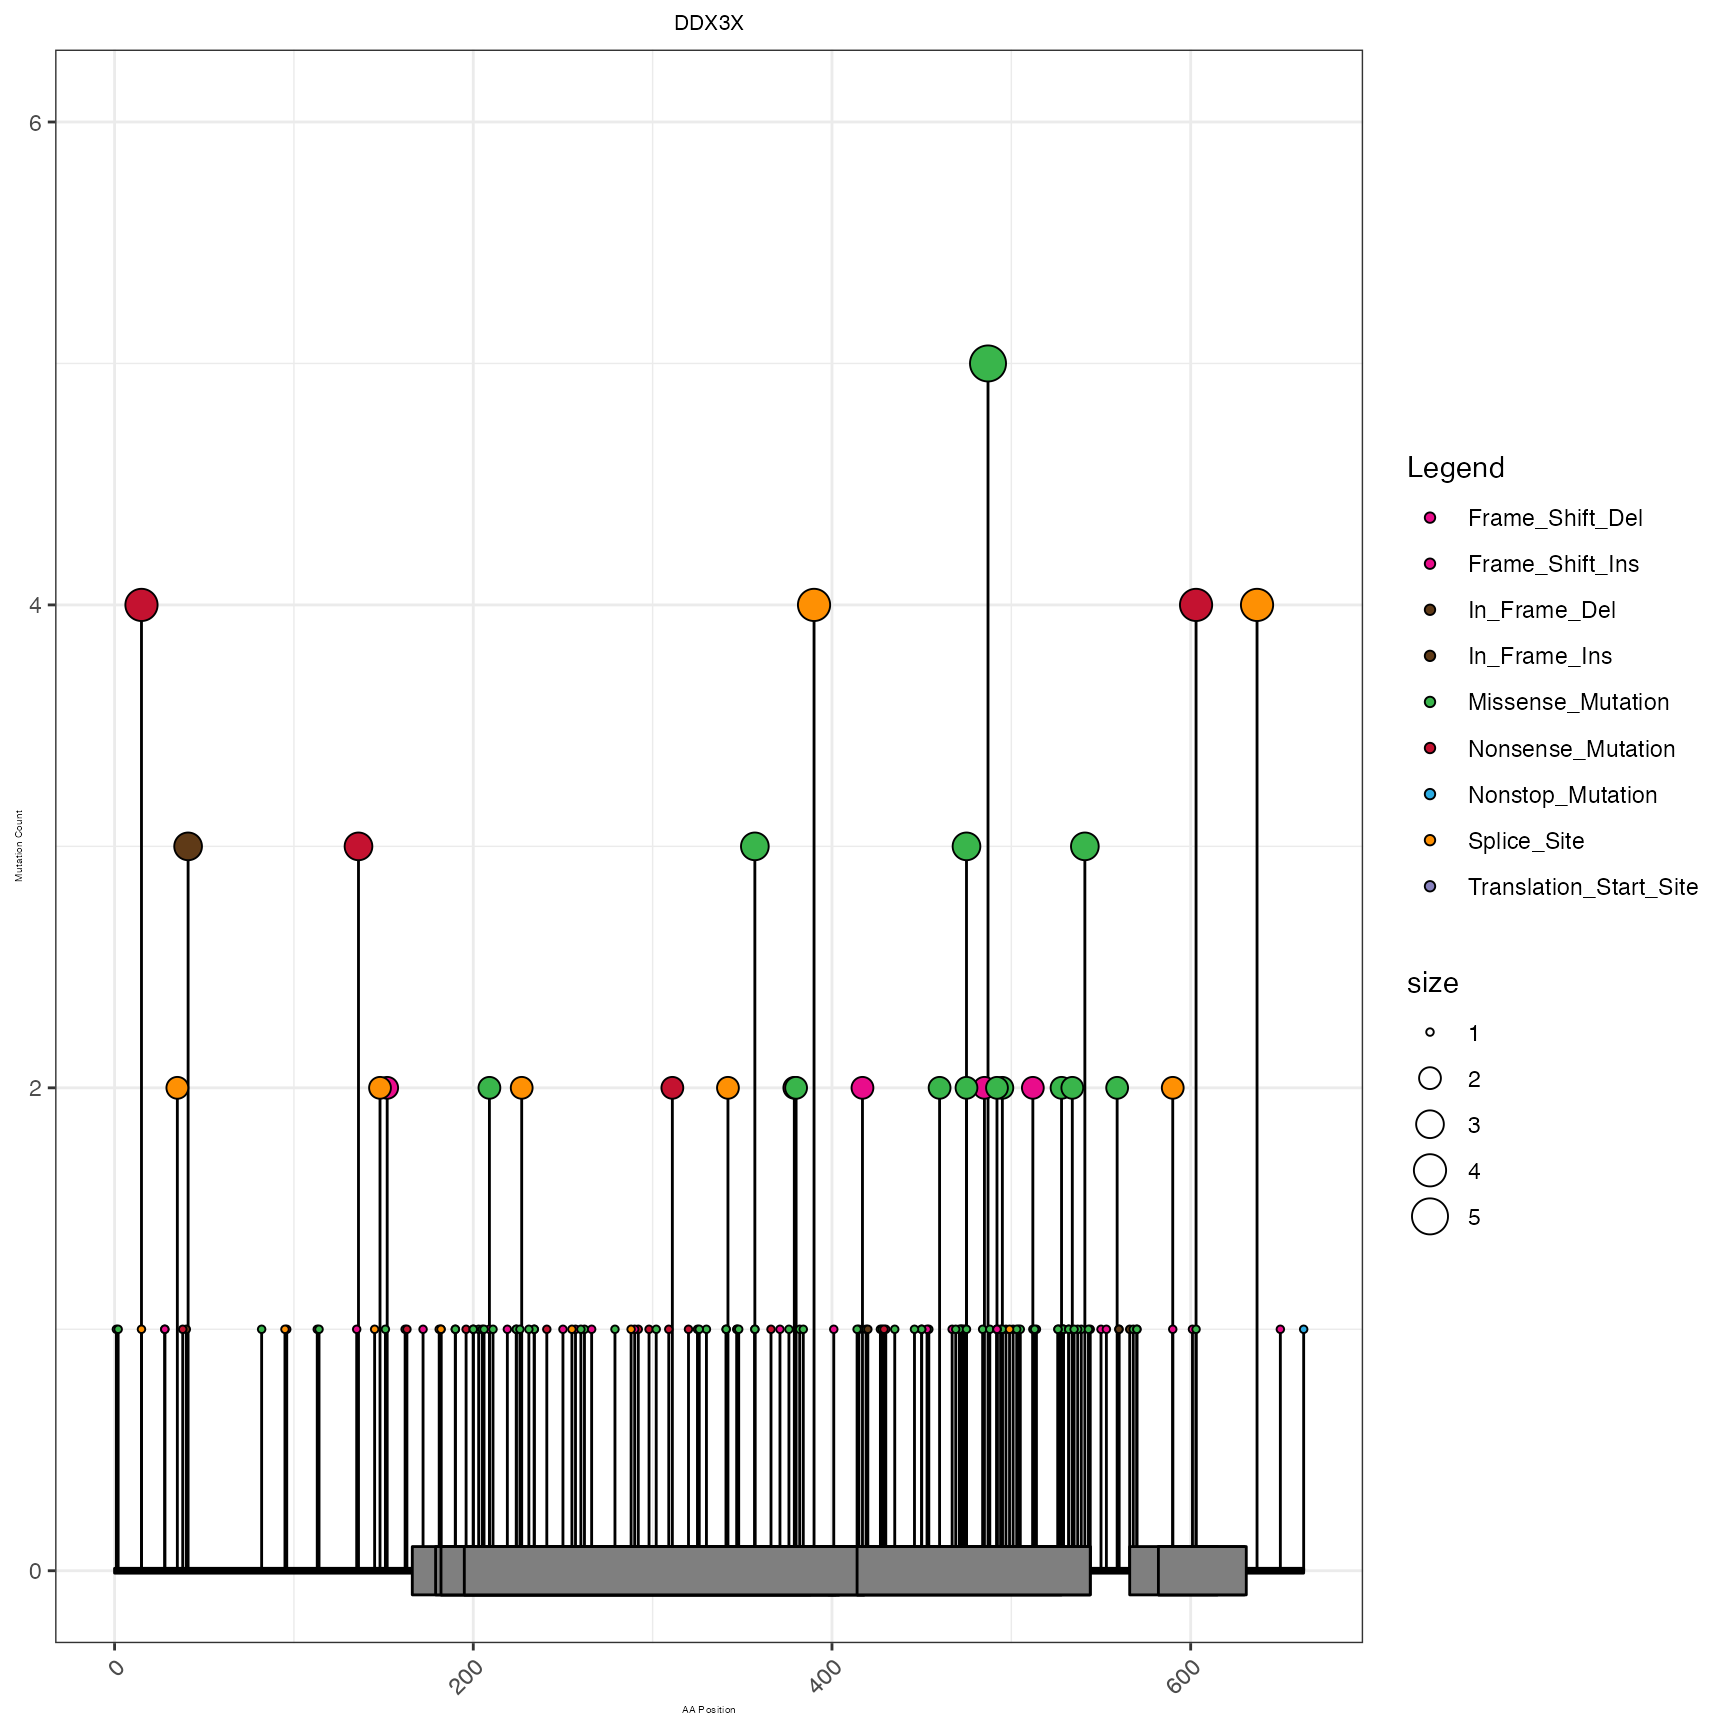 DDX3X
6
4
2
0
Mutation Count
0
200
400
600
AA Position
Legend
Frame_Shift_Del
Frame_Shift_Ins
In_Frame_Del
In_Frame_Ins
Missense_Mutation
Nonsense_Mutation
Nonstop_Mutation
Splice_Site
Translation_Start_Site
size
1
2
3
4
5